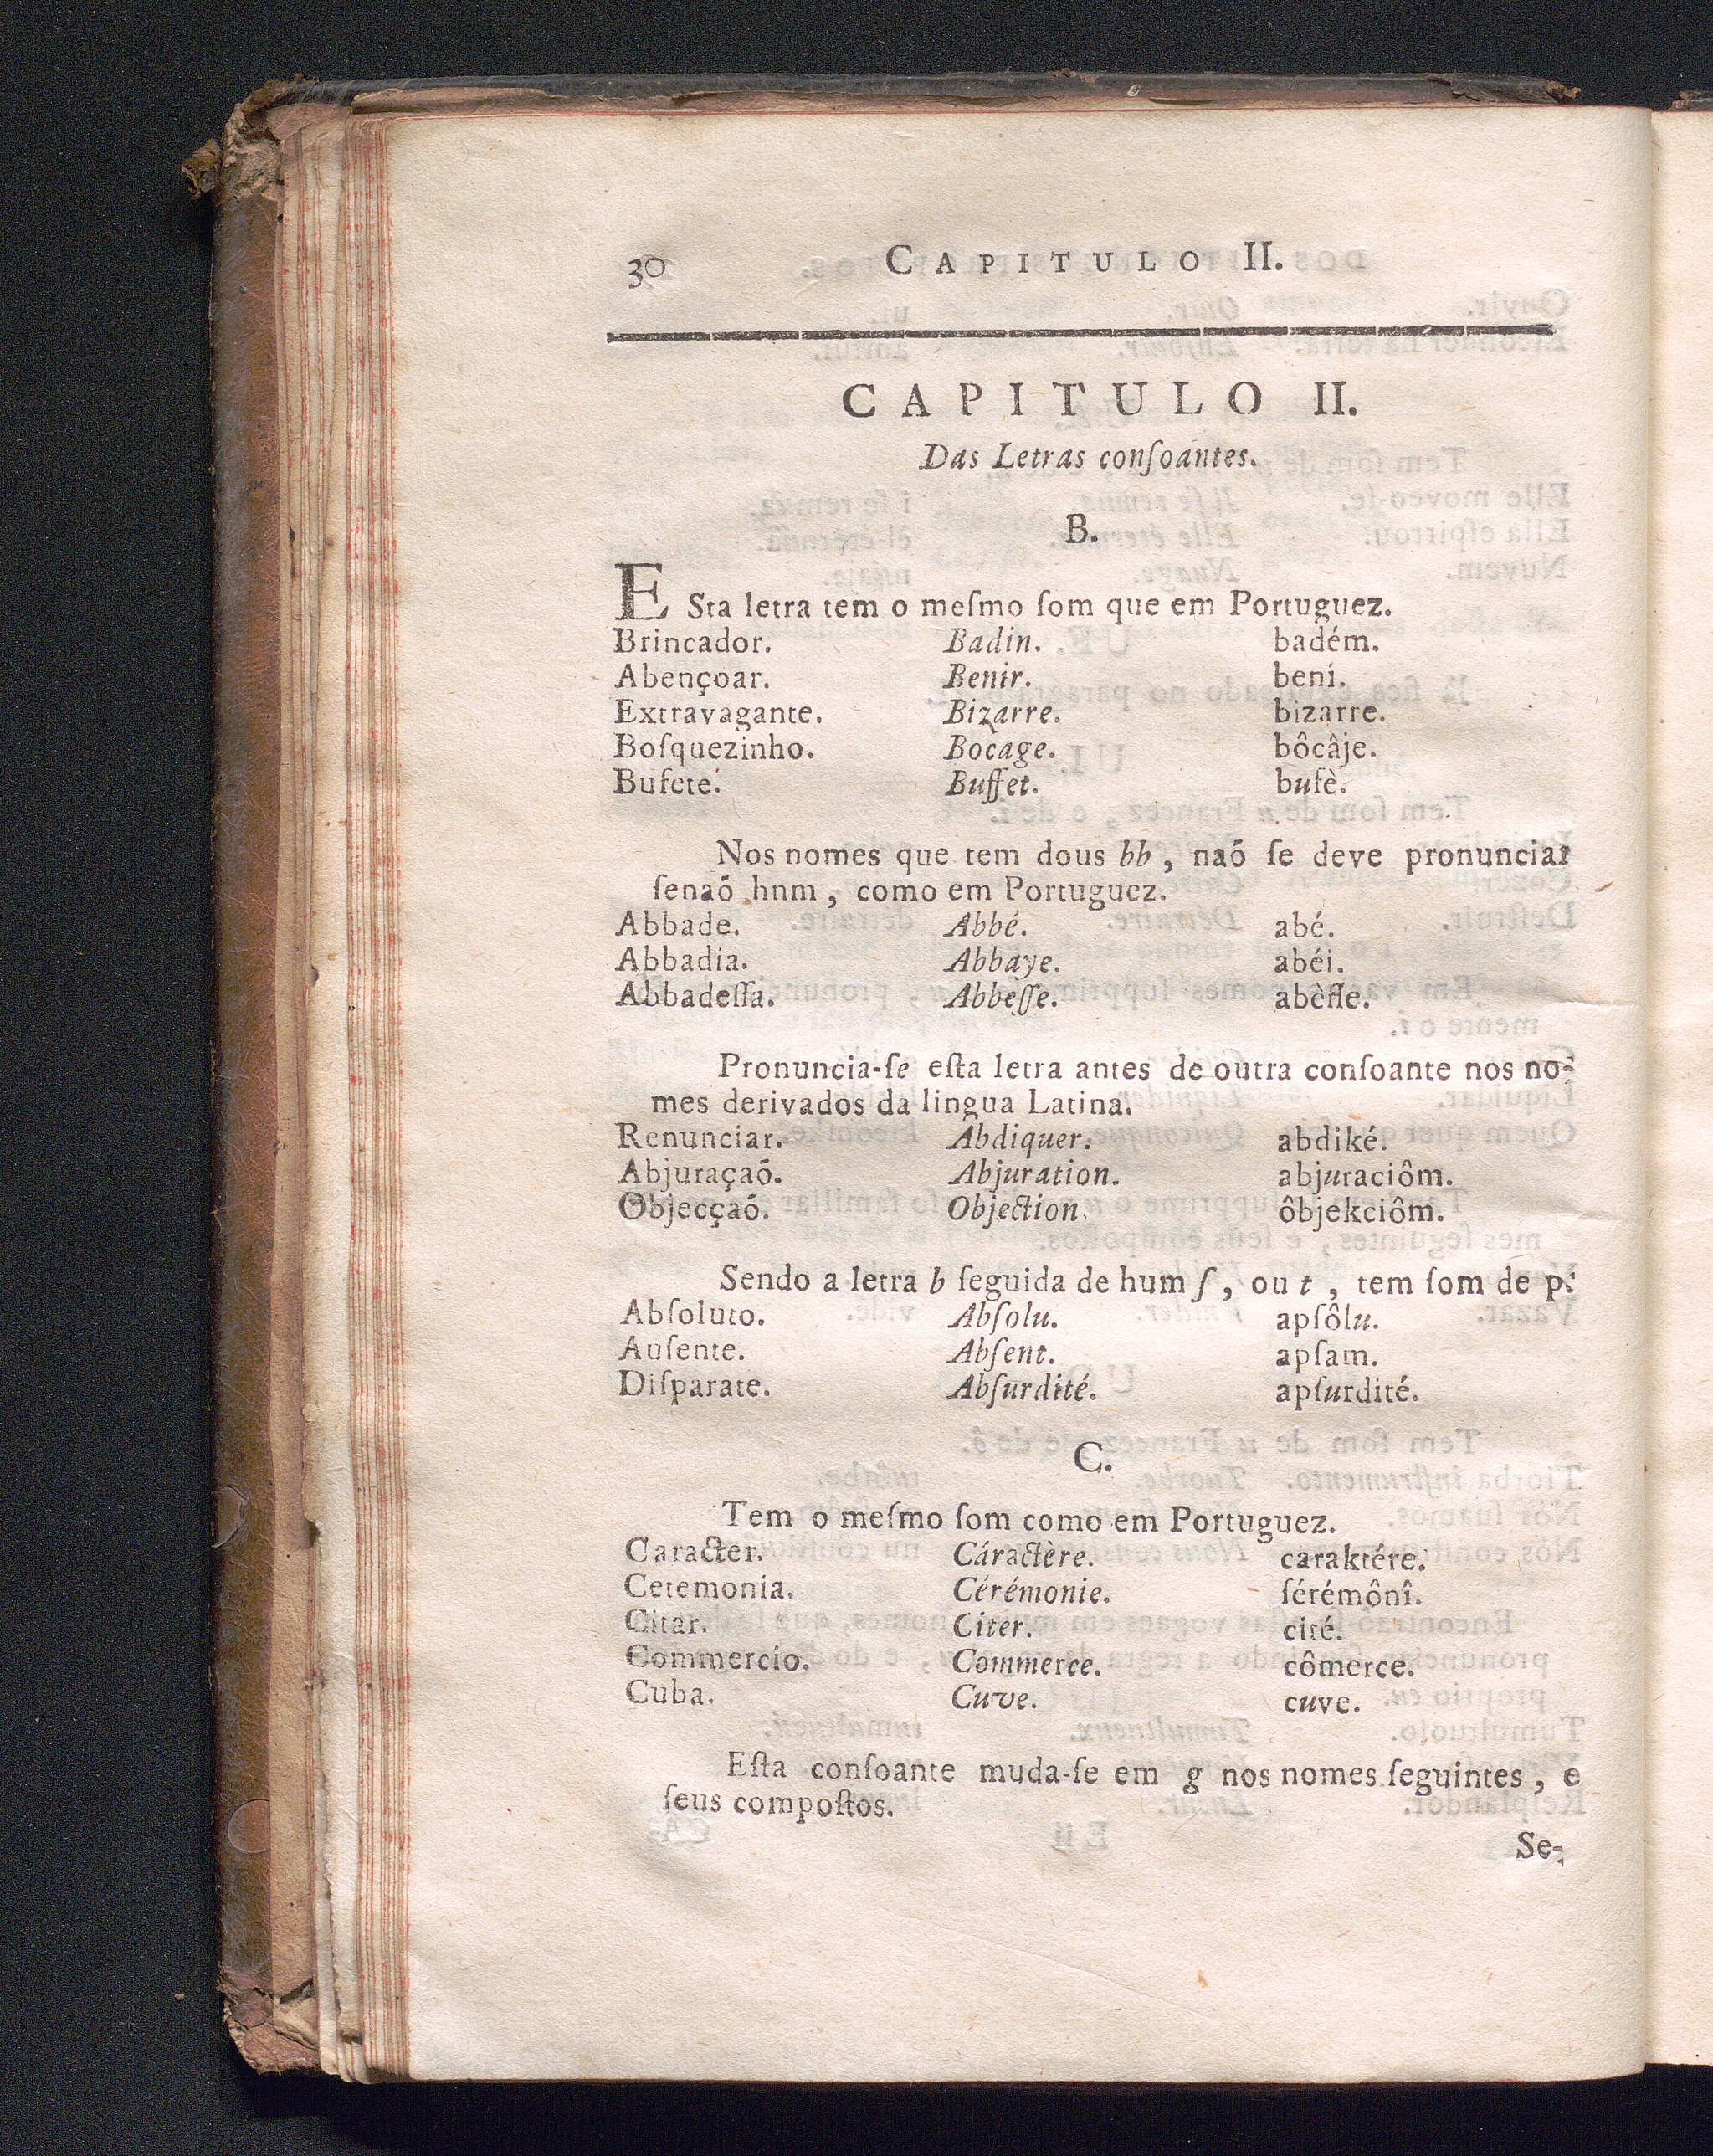 30 CAPITULO II.
CAPITULO II.
Das Letras conſoantes.
B.
ESta letra tem o meſmo ſom que em Portuguez.
Brincador. Badin. badém.
Abençoar. Benir. bení.
Extravagante. Bizarre. bizarre.
Boſquezinho. Bocage. bôcâje.
Bufete. Buffet. bufè.
Nos nomes que tem dous bb, naõ ſe deve pronunciar
ſenaõ hnm, como em Portuguez.
Abbade. Abbé. abé.
Abbadia. Abbaye. abéi.
Abbadeſſa. Abbeſſe. abèſſe.
Pronuncia-ſe eſta letra antes de outra conſoante nos no-
mes derivados da lingua Latina.
Renunciar. Abdiquer. abdiké.
Abjuraçaõ. Abjuration. abjuraciôm.
Objecçaõ. Objection. ôbjekciôm.
Sendo a letra b ſeguida de hum ſ, ou t, tem ſom de p.
Abſoluto. Abſolu. apſôlu.
Auſente. Abſent. apſam.
Diſparate. Abſurdité. apſurdité.
C.
Tem o meſmo ſom como em Portuguez.
Caracter. Cáractère. caraktére.
Ceremonia. Cérémonie. ſérémônî.
Citar. Citer. cité.
Commercio. Commerce. cômerce.
Cuba. Cuve. cuve.
Eſta conſoante muda-ſe em g nos nomes ſeguintes, e
ſeus compoſtos.
Se-